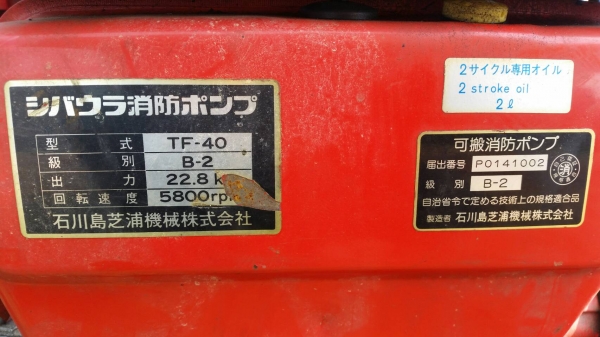 シバウラ消防ポンプ
型式 TF-40
級別 B-2
出力 22.8
回転速度 5800rp
石川島芝浦機械株式会社
2サイクル専用オイル
2 stroke oil
2ℓ
可搬消防ポンプ
届出番号 P0141002
級別 B-2
自治省令で定める技術上の規格適合品
製造者 石川島芝浦機械株式会社